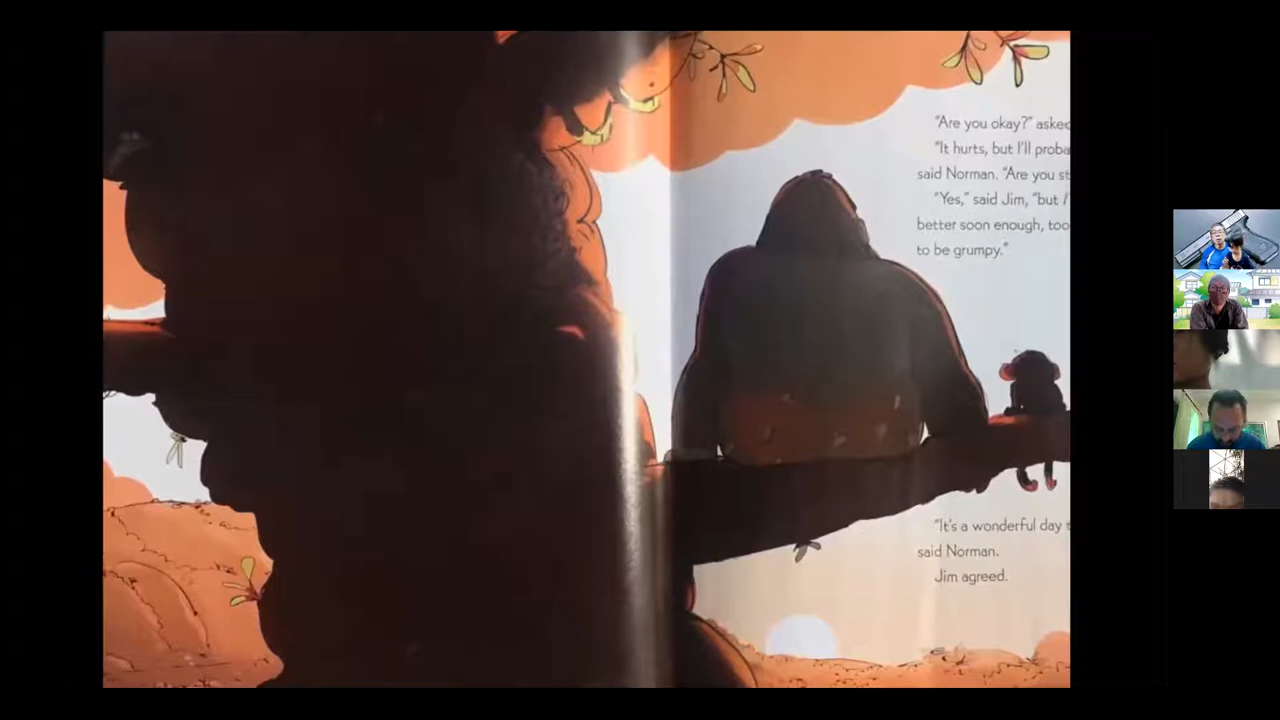 "Are you okay?" asked
"It hurts, but I'll proba
said Norman. "Are you st
"Yes," said Jim, "but I
better soon enough, too
to be grumpy."
"It's a wonderful day t
said Norman.
Jim agreed.